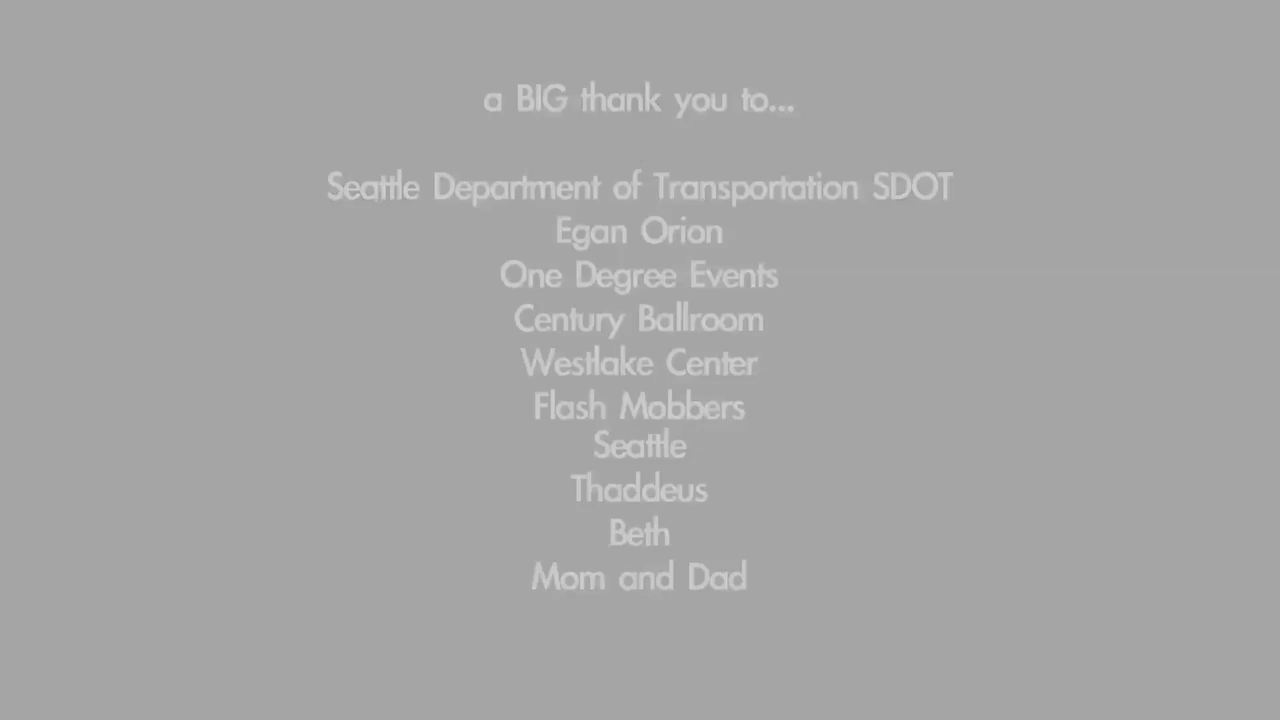 a BIG thank you to...
Seattle Department of Transportation SDOT
Egan Orion
One Degree Events
Century Ballroom
Westlake Center
Flash Mobbers
Seattle
Thaddeus
Beth
Mom and Dad